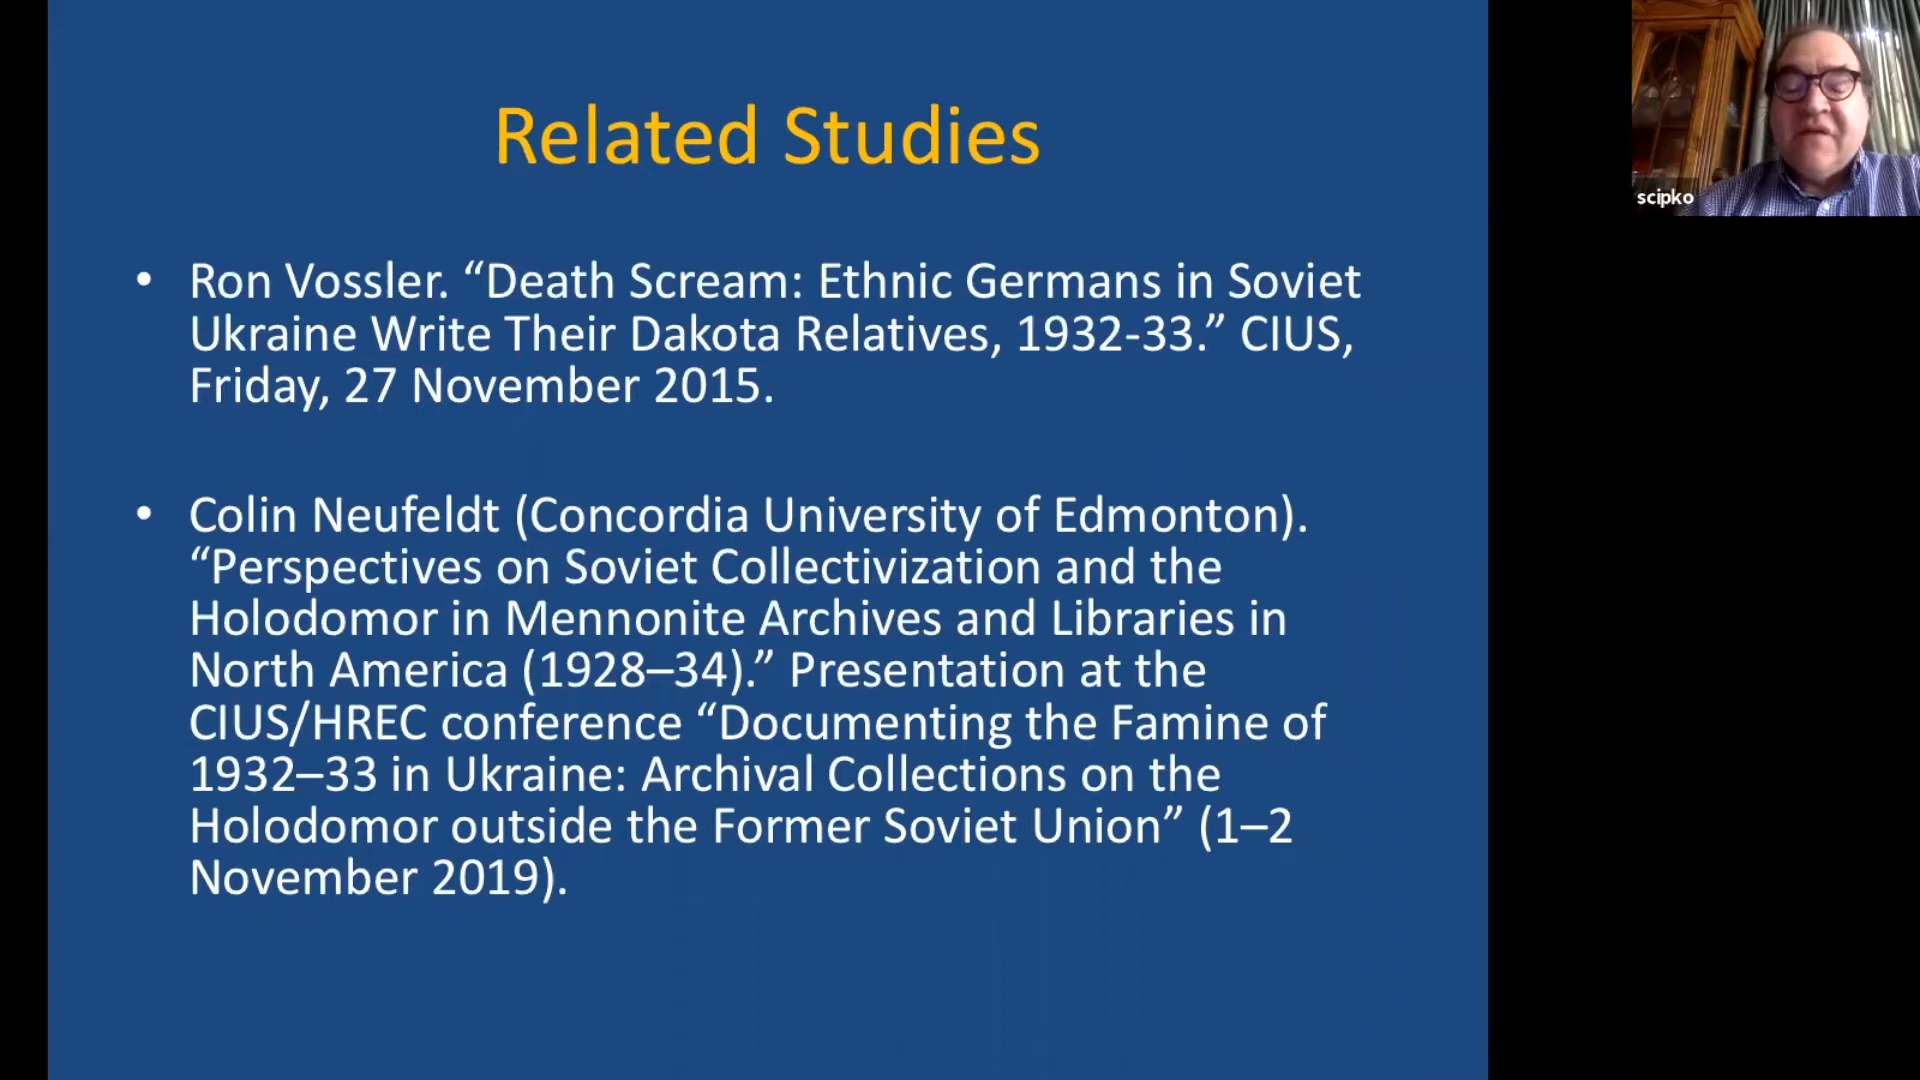 Related Studies
• Ron Vossler. “Death Scream: Ethnic Germans in Soviet
Ukraine Write Their Dakota Relatives, 1932-33.” CIUS,
Friday, 27 November 2015.
• Colin Neufeldt (Concordia University of Edmonton).
“Perspectives on Soviet Collectivization and the
Holodomor in Mennonite Archives and Libraries in
North America (1928–34).” Presentation at the
CIUS/HREC conference “Documenting the Famine of
1932–33 in Ukraine: Archival Collections on the
Holodomor outside the Former Soviet Union” (1–2
November 2019).
scipko